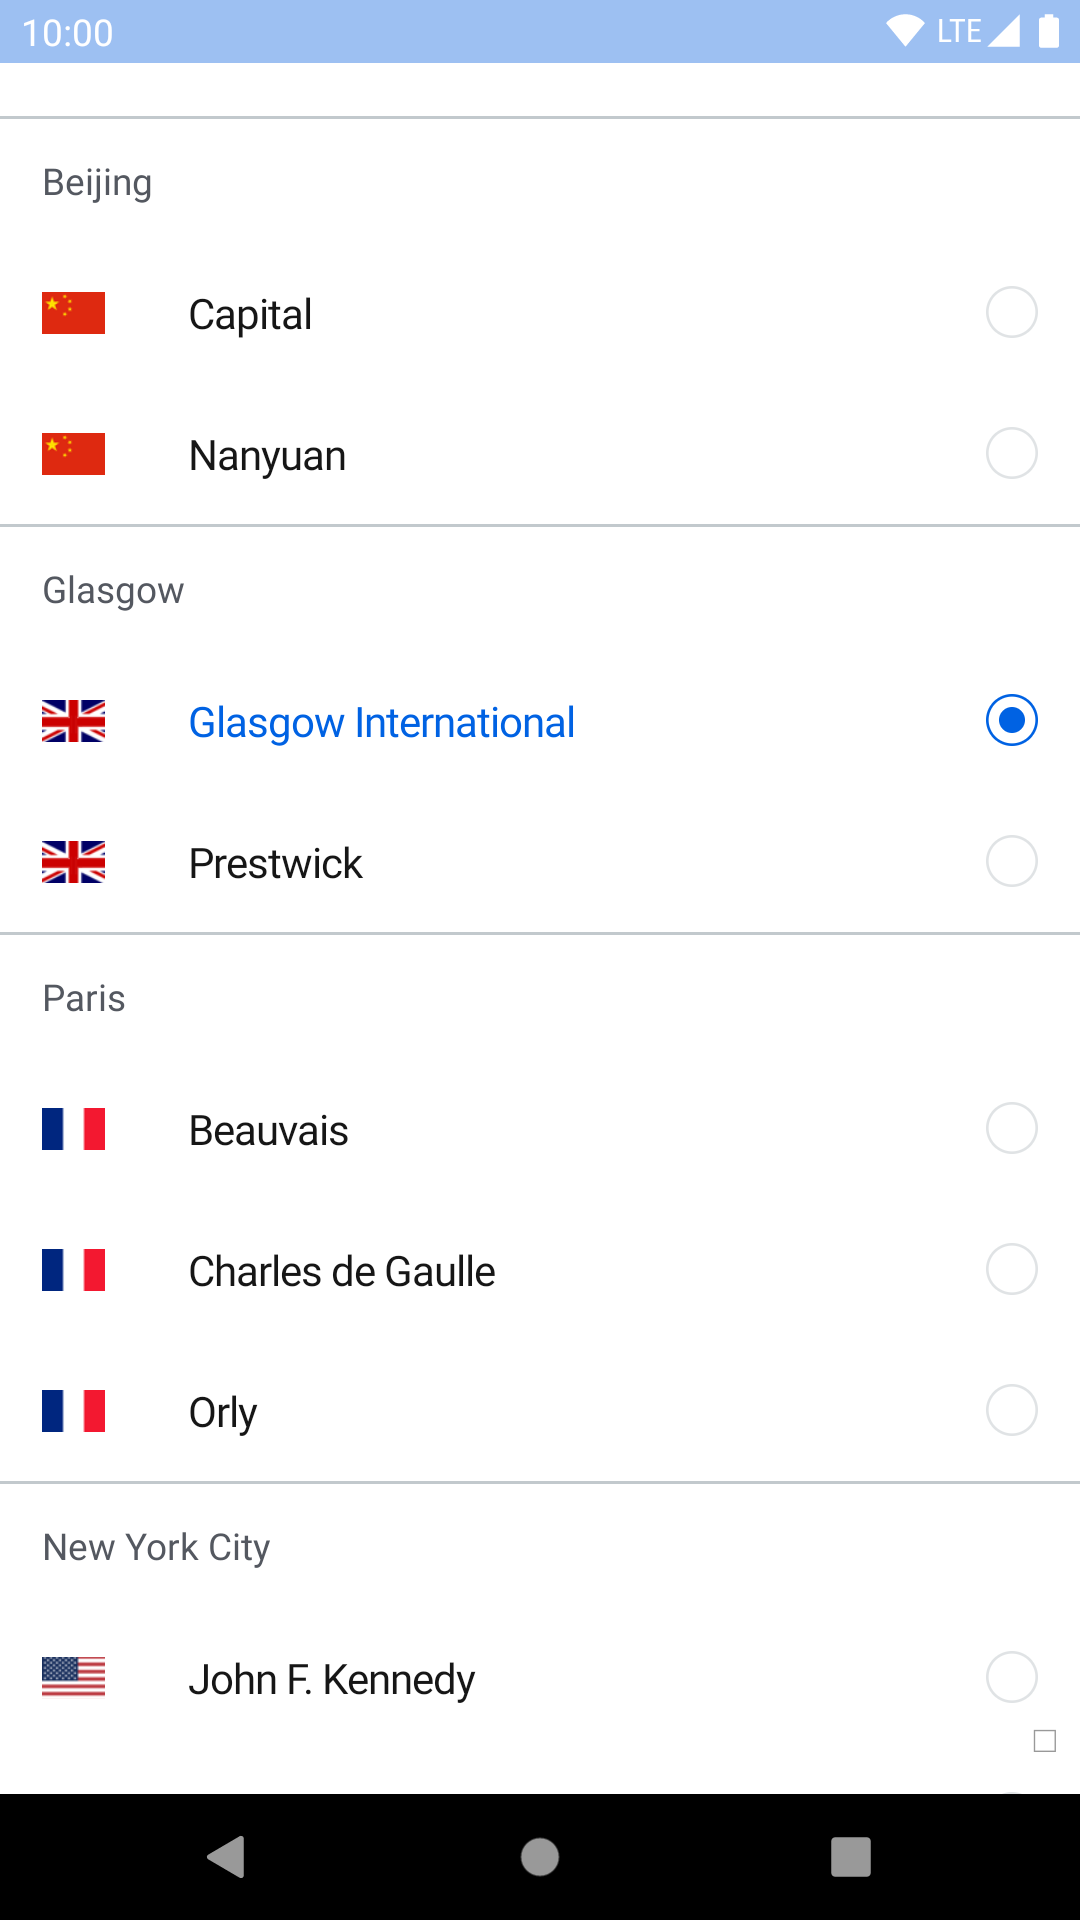 10:00 LTE
Beijing
Capital
Nanyuan
Glasgow
Glasgow International
Prestwick
Paris
Beauvais
Charles de Gaulle
Orly
New York City
John F. Kennedy